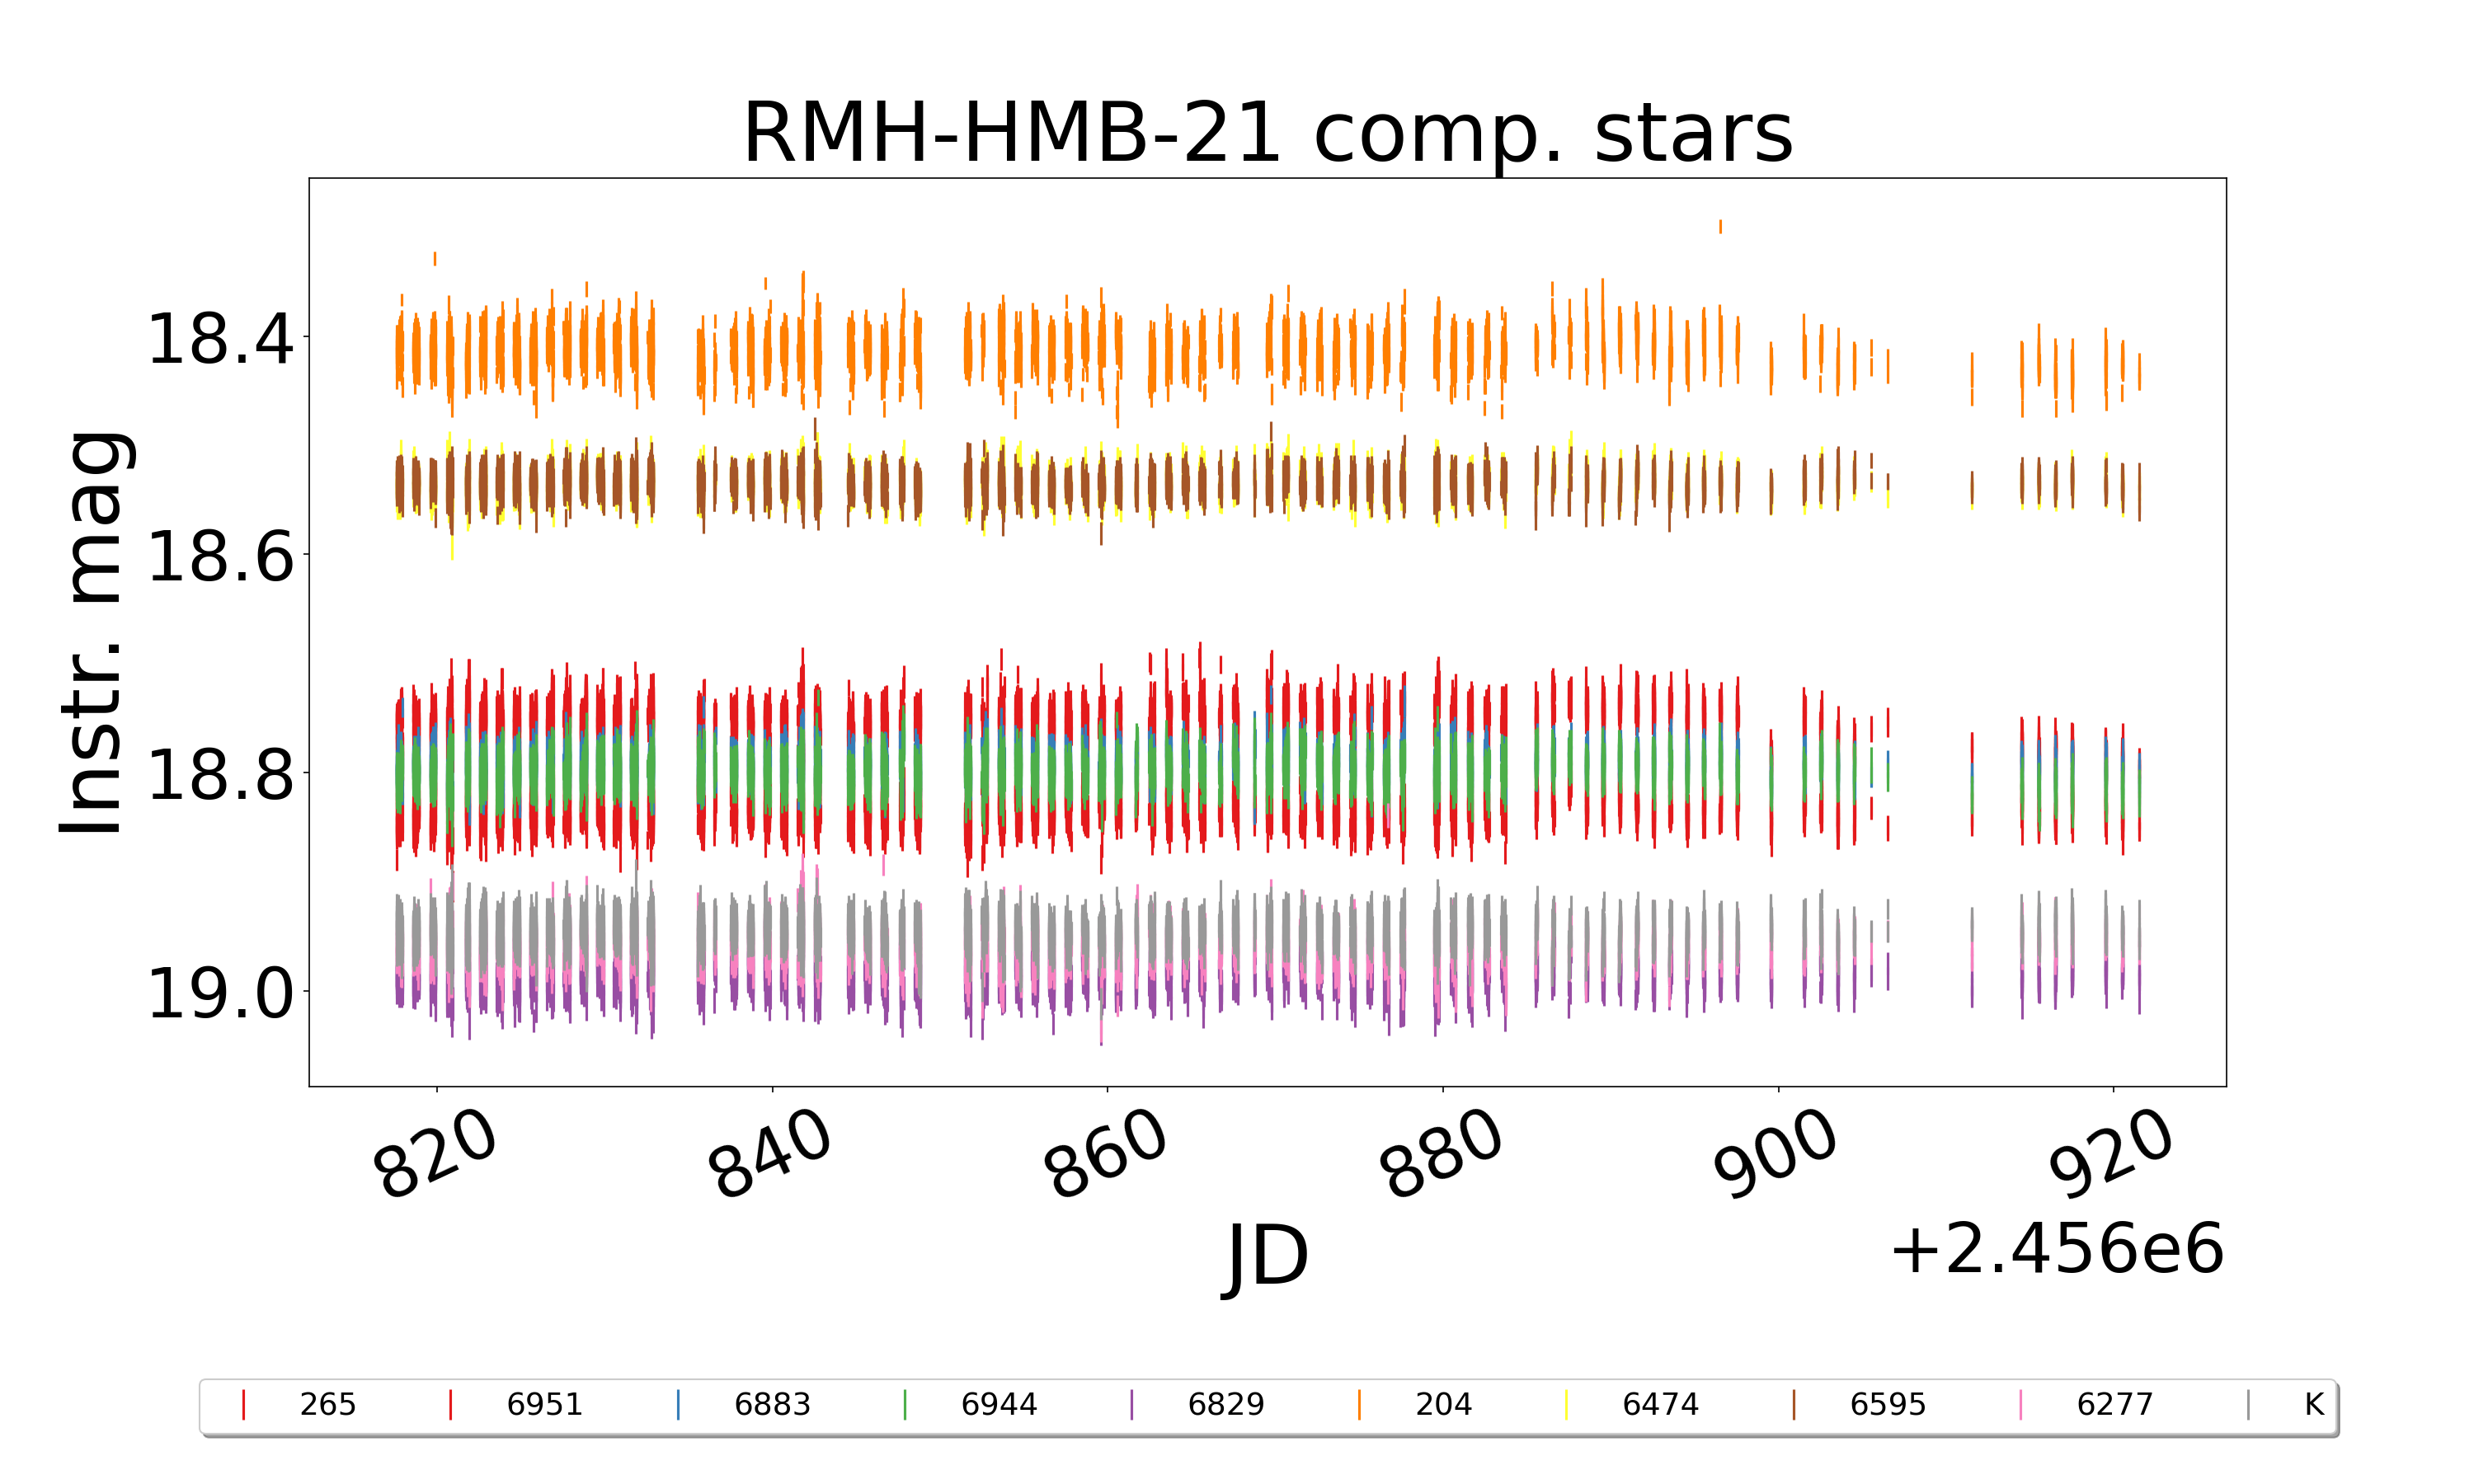 RMH-HMB-21 comp. stars
Instr. mag
18.4
18.6
18.8
19.0
820 840 860 880 900 920
JD
+2.456e6
265 6951 6883 6944 6829 204 6474 6595 6277 K